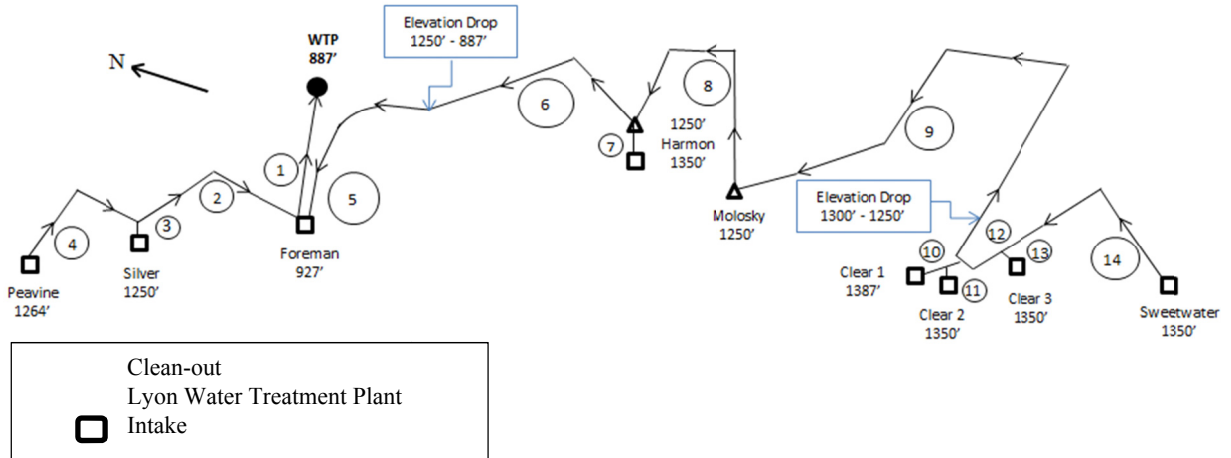 Elevation Drop
1250’ - 887’
WTP
887’
N
8
6
9
1250’
Harmon
1350’
7
1
2
5
3
4
Elevation Drop
1300’ - 1250’
Molosky
1250’
Foreman
927’
Silver
1250’
Peavine
1264’
10
12
13
14
11
Clear 1
1387’
Clear 2
1350’
Clear 3
1350’
Sweetwater
1350’
Clean-out
Lyon Water Treatment Plant
Intake